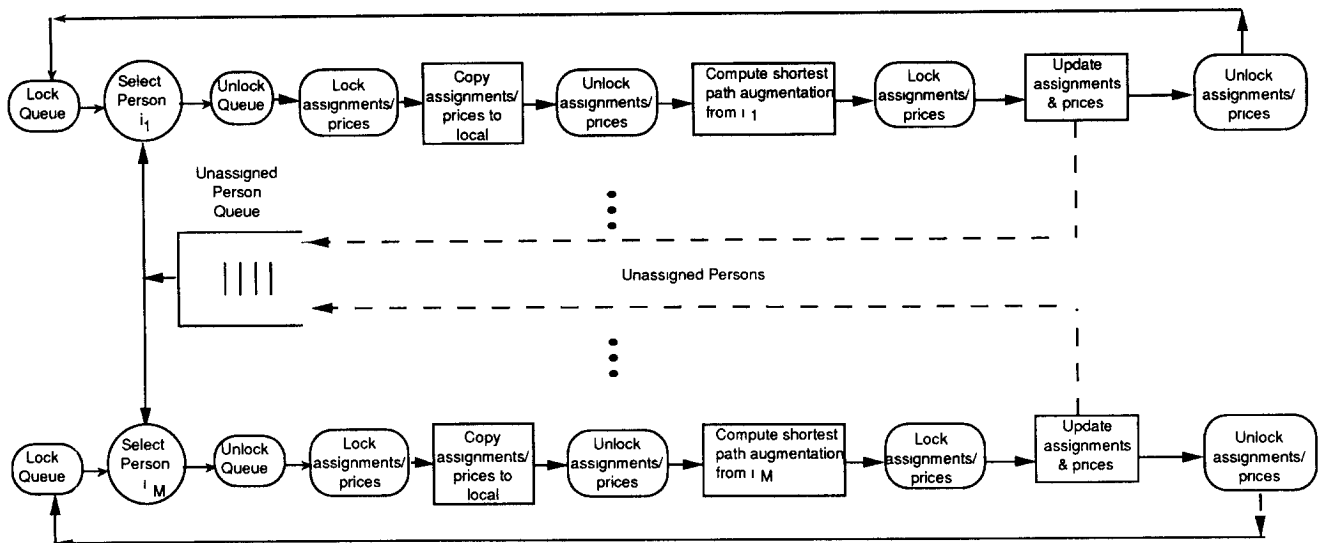 Lock
Queue
Select
Person
i1
Unlock
Queue
Lock
assignments/
prices
Copy
assignments/
prices to
local
Unlock
assignments/
prices
Compute shortest
path augmentation
from i 1
Lock
assignments/
prices
Update
assignments
& prices
Unlock
assignments/
prices
Unassigned
Person
Queue
Unassigned Persons
Lock
Queue
Select
Person
i M
Unlock
Queue
Lock
assignments/
prices
Copy
assignments/
prices to
local
Unlock
assignments/
prices
Compute shortest
path augmentation
from i M
Lock
assignments/
prices
Update
assignments
& prices
Unlock
assignments/
prices